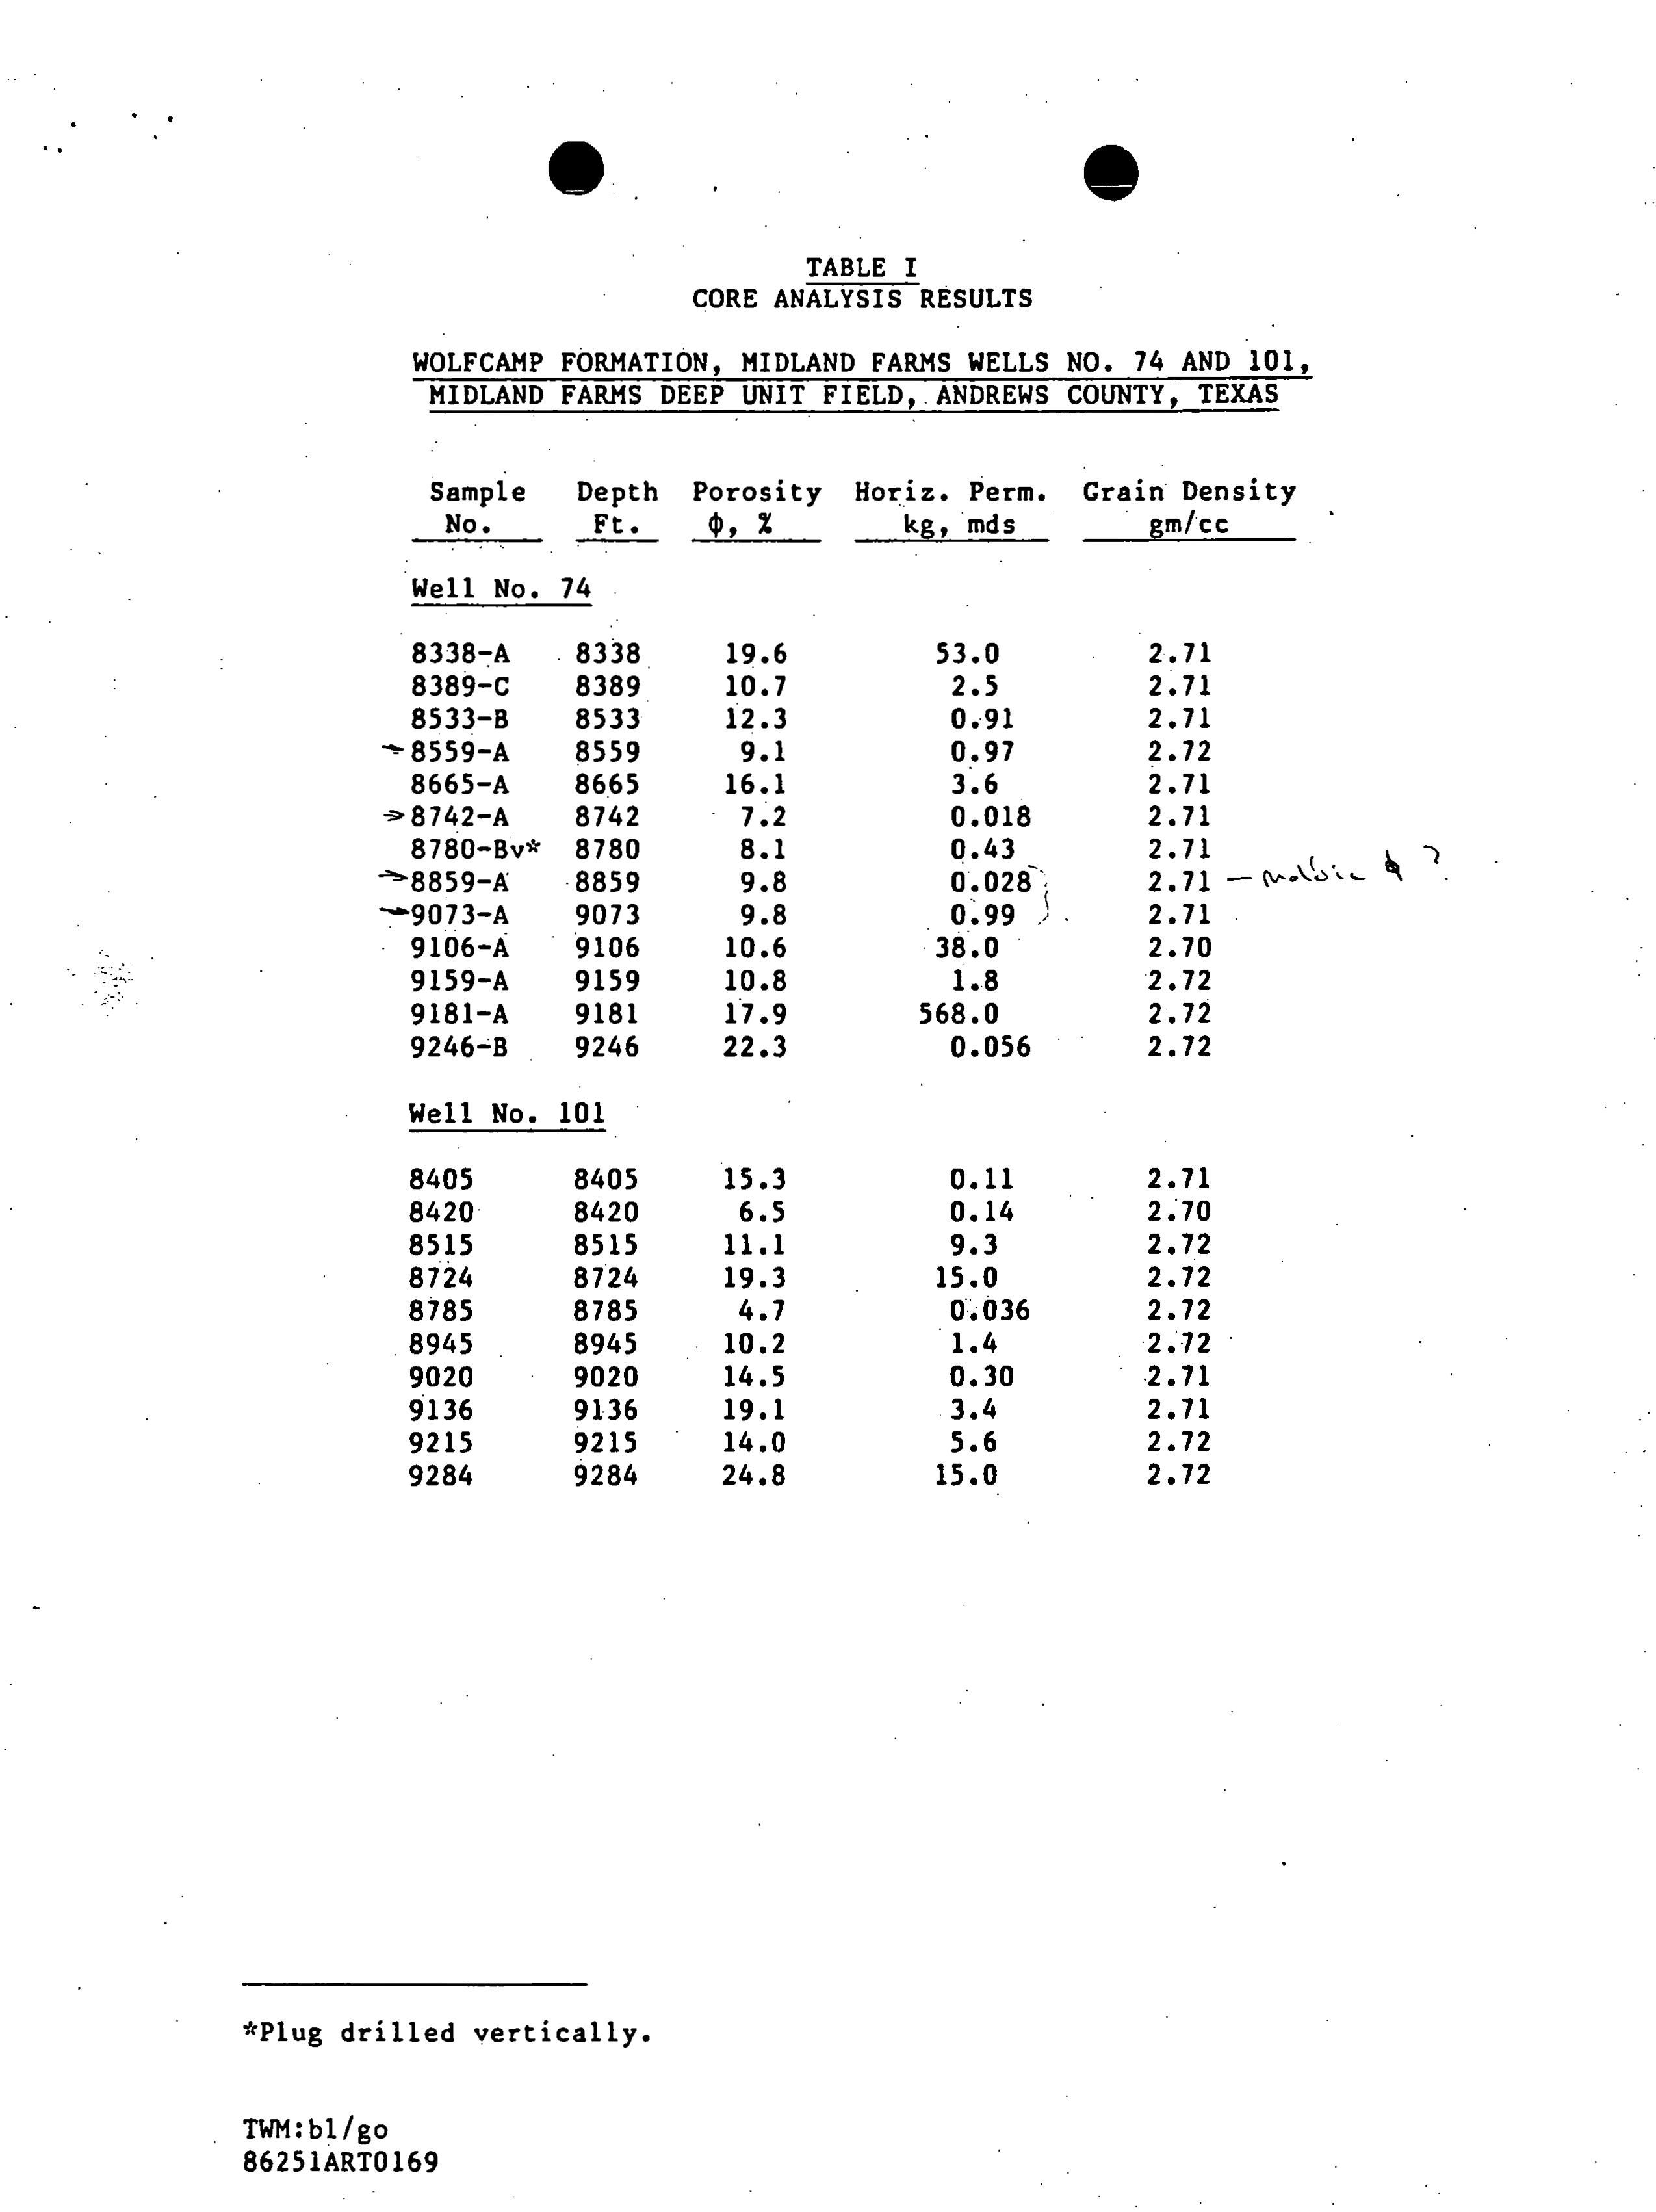 TABLE I
CORE ANALYSIS RESULTS
WOLFCAMP FORMATION, MIDLAND FARMS WELLS NO. 74 AND 101,
MIDLAND FARMS DEEP UNIT FIELD, ANDREWS COUNTY, TEXAS
Sample Depth Porosity Horiz. Perm. Grain Density
No. Ft. Φ, % kg, mds gm/cc
Well No. 74
8338-A 8338 19.6 53.0 2.71
8389-C 8389 10.7 2.5 2.71
8533-B 8533 12.3 0.91 2.71
8559-A 8559 9.1 0.97 2.72
8665-A 8665 16.1 3.6 2.71
8742-A 8742 7.2 0.018 2.71
8780-Bv* 8780 8.1 0.43 2.71
8859-A 8859 9.8 0.028 2.71 — ϕ ?
9073-A 9073 9.8 0.99 2.71
9106-A 9106 10.6 38.0 2.70
9159-A 9159 10.8 1.8 2.72
9181-A 9181 17.9 568.0 2.72
9246-B 9246 22.3 0.056 2.72
Well No. 101
8405 8405 15.3 0.11 2.71
8420 8420 6.5 0.14 2.70
8515 8515 11.1 9.3 2.72
8724 8724 19.3 15.0 2.72
8785 8785 4.7 0.036 2.72
8945 8945 10.2 1.4 2.72
9020 9020 14.5 0.30 2.71
9136 9136 19.1 3.4 2.71
9215 9215 14.0 5.6 2.72
9284 9284 24.8 15.0 2.72
*Plug drilled vertically.
TWM:bl/go
86251ART0169